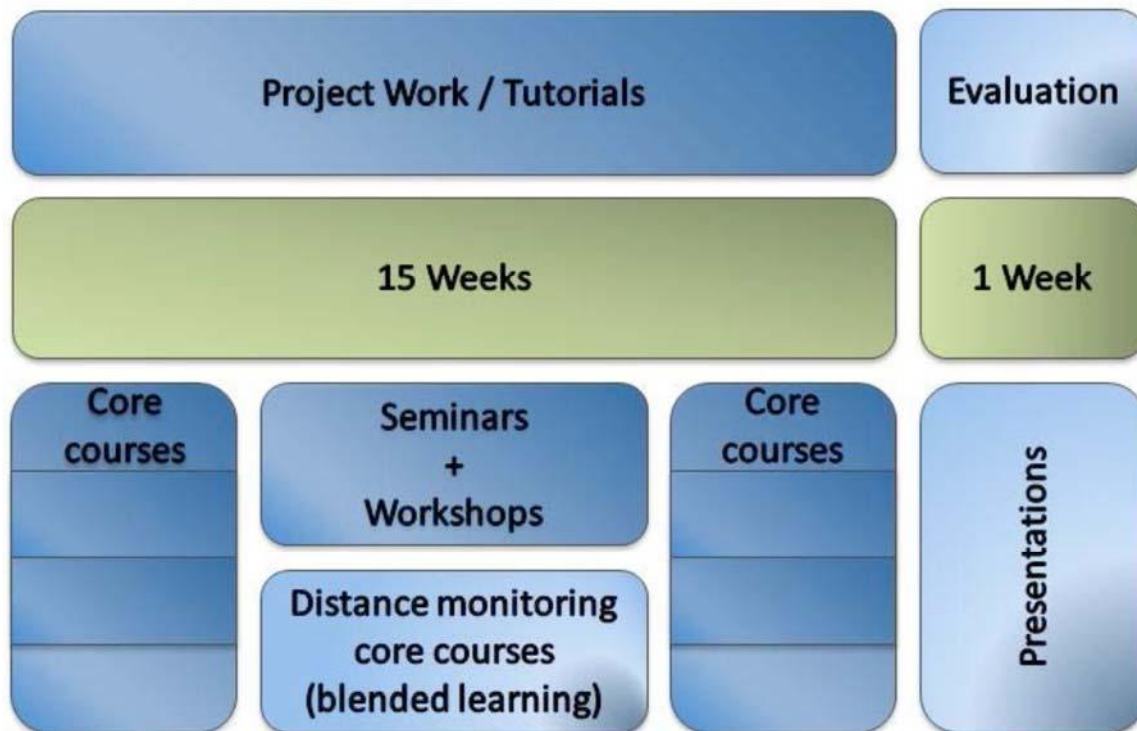 Project Work / Tutorials
Evaluation
15 Weeks
1 Week
Core
courses
Seminars
+
Workshops
Distance monitoring
core courses
(blended learning)
Core
courses
Presentations